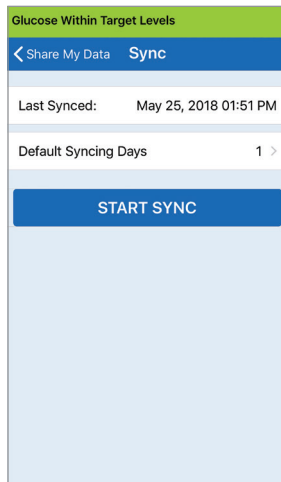 Glucose Within Target Levels
Share My Data Sync
Last Synced: May 25, 2018 01:51 PM
Default Syncing Days 1
START SYNC